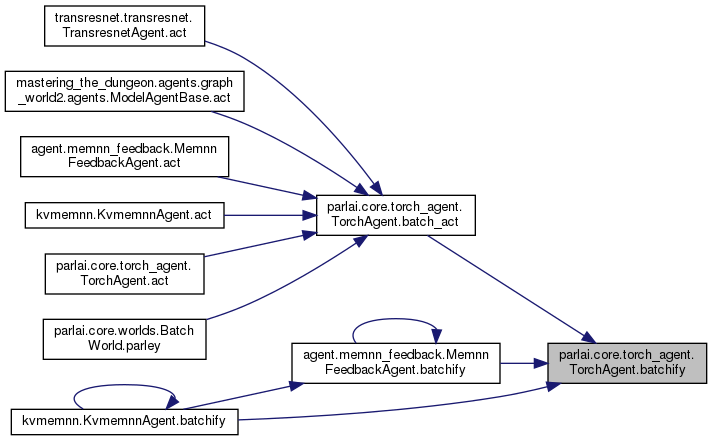 transresnet.transresnet.
TransresnetAgent.act
mastering_the_dungeon.agents.graph
_world2.agents.ModelAgentBase.act
agent.memnn_feedback.Memnn
FeedbackAgent.act
kvmemnn.KvmemnnAgent.act
parlai.core.torch_agent.
TorchAgent.act
parlai.core.worlds.Batch
World.parley
parlai.core.torch_agent.
TorchAgent.batch_act
agent.memnn_feedback.Memnn
FeedbackAgent.batchify
kvmemnn.KvmemnnAgent.batchify
parlai.core.torch_agent.
TorchAgent.batchify